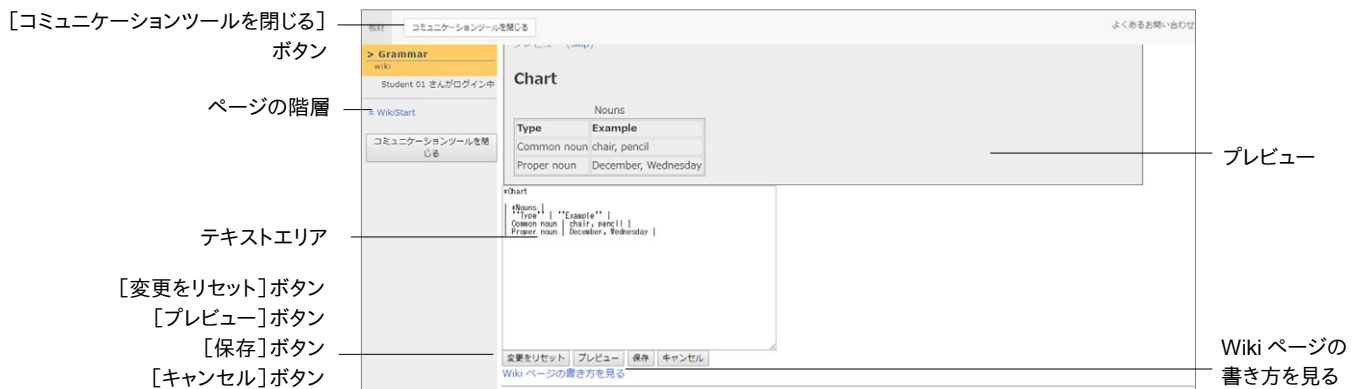 ［コミュニケーションツールを閉じる］
ボタン
ページの階層
テキストエリア
［変更をリセット］ボタン
［プレビュー］ボタン
［保存］ボタン
［キャンセル］ボタン
教材 コミュニケーションツールを閉じる よくあるお問い合わせ
> Grammar
wiki
Student 01 さんがログイン中
WikiStart
コミュニケーションツールを閉
じる
Chart
Nouns
Type Example
Common noun chair, pencil
Proper noun December, Wednesday
*Chart
| *Nouns |
| ''Type'' | ''Example'' |
| Common noun | chair, pencil |
| Proper noun | December, Wednesday |
変更をリセット プレビュー 保存 キャンセル
Wiki ページの書き方を見る
プレビュー
Wiki ページの
書き方を見る